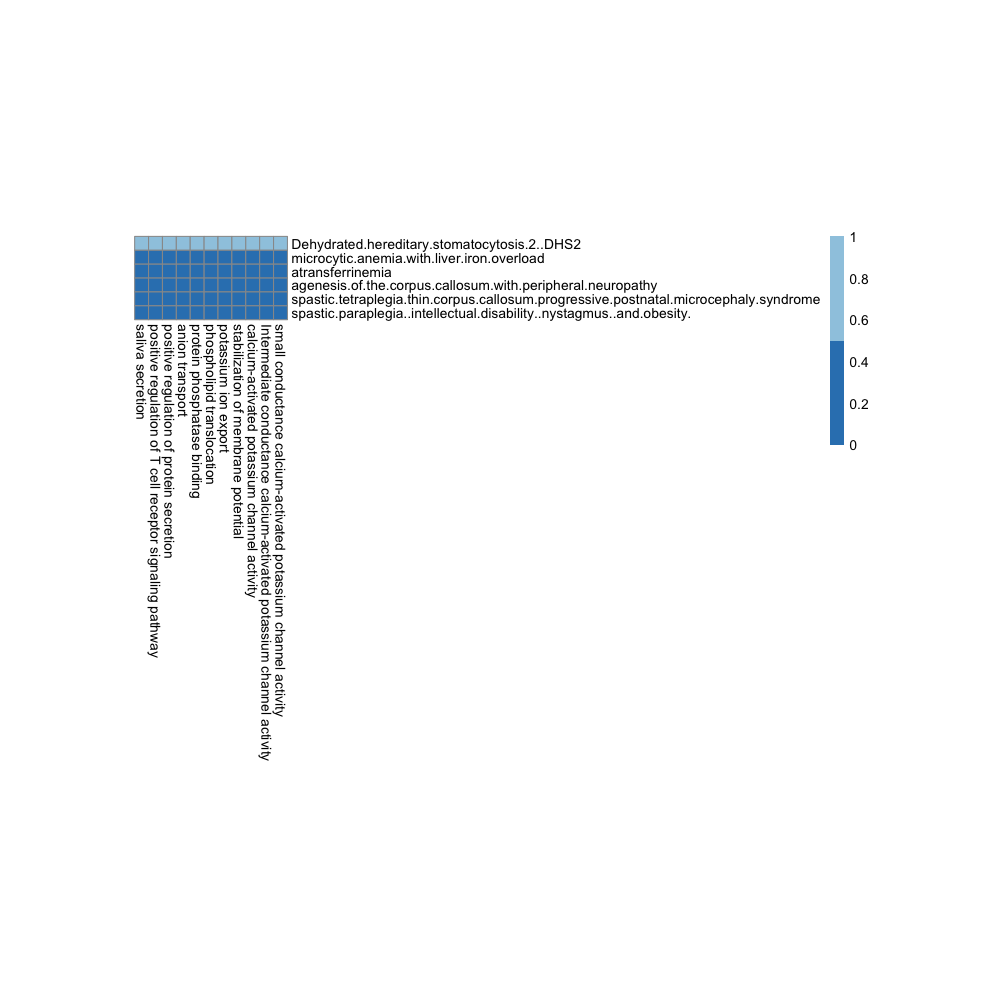 Dehydrated.hereditary.stomatocytosis.2..DHS2
microcytic.anemia.with.liver.iron.overload
atransferrinemia
agenesis.of.the.corpus.callosum.with.peripheral.neuropathy
spastic.tetraplegia.thin.corpus.callosum.progressive.postnatal.microcephaly.syndrome
spastic.paraplegia..intellectual.disability..nystagmus..and.obesity.
saliva secretion
positive regulation of T cell receptor signaling pathway
positive regulation of protein secretion
anion transport
protein phosphatase binding
phospholipid translocation
potassium ion export
stabilization of membrane potential
calcium-activated potassium channel activity
Intermediate conductance calcium-activated potassium channel activity
small conductance calcium-activated potassium channel activity
1
0.8
0.6
0.4
0.2
0